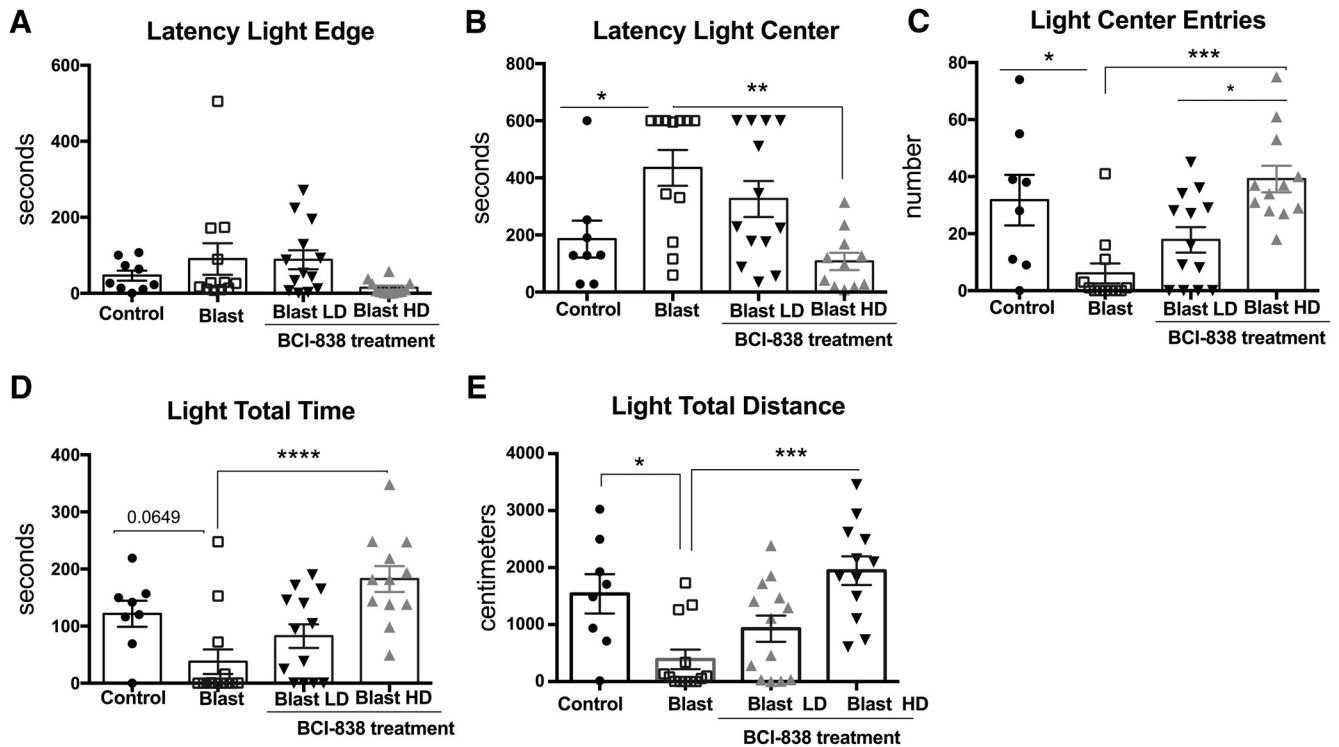 A
Latency Light Edge
600
400
200
0
seconds
Control
Blast
Blast LD
Blast HD
BCI-838 treatment
B
Latency Light Center
800
600
400
200
0
seconds
*
**
Control
Blast
Blast LD
Blast HD
BCI-838 treatment
C
Light Center Entries
80
60
40
20
0
number
*
***
*
Control
Blast
Blast LD
Blast HD
BCI-838 treatment
D
Light Total Time
400
300
200
100
0
seconds
0.0649
****
Control
Blast
Blast LD
Blast HD
BCI-838 treatment
E
Light Total Distance
4000
3000
2000
1000
0
centimeters
*
***
Control
Blast
Blast LD
Blast HD
BCI-838 treatment